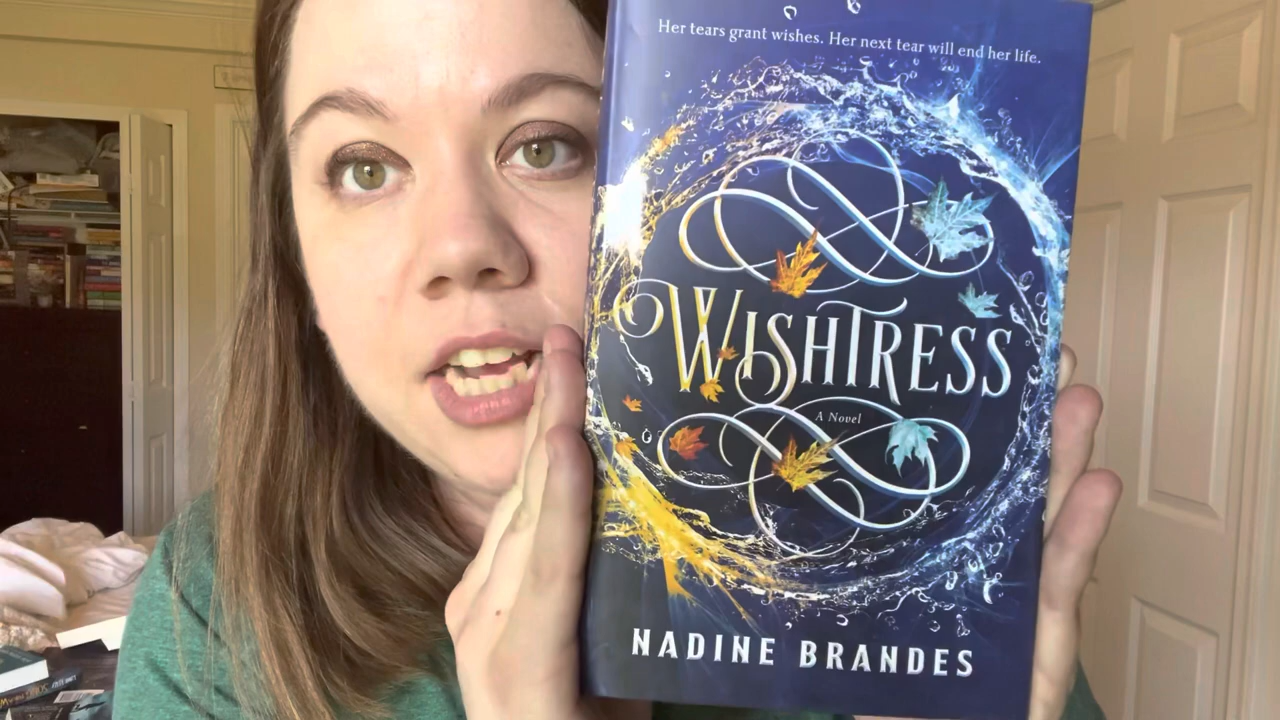 Her tears grant wishes. Her next tear will end her life.
WISHTRESS
A Novel
NADINE BRANDES